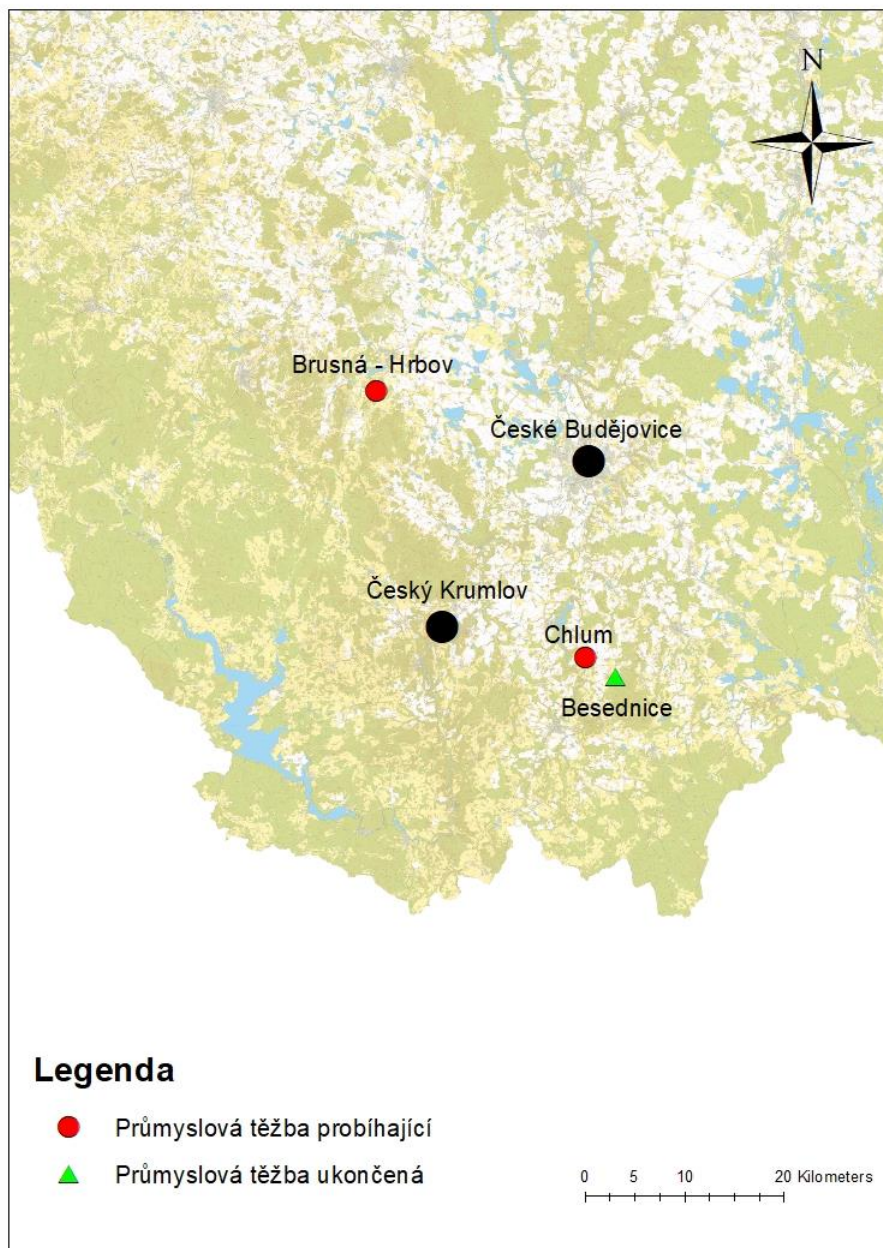 N
Brusná - Hrbov
České Budějovice
Český Krumlov
Chlum
Besednice
Legenda
Průmyslová těžba probíhající
Průmyslová těžba ukončená
0 5 10 20 Kilometers